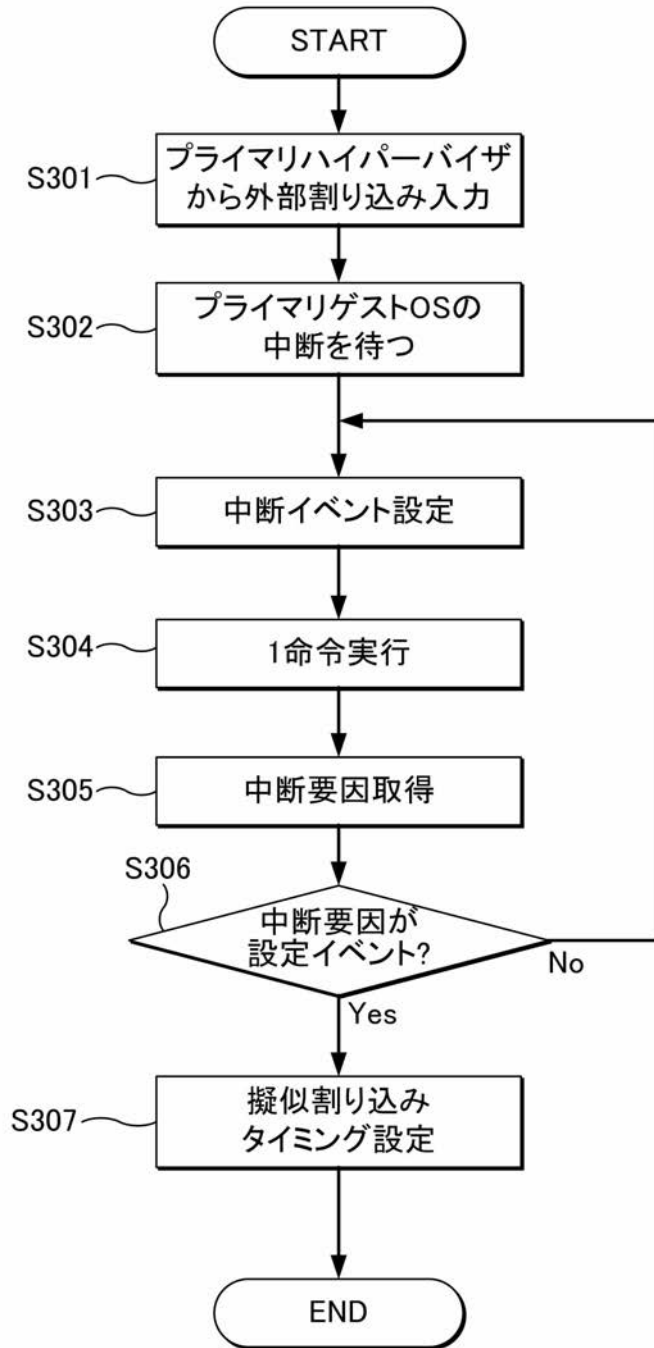 START
S301
プライマリハイパーバイザ
から外部割り込み入力
S302
プライマリゲストOSの
中断を待つ
S303
中断イベント設定
S304
1命令実行
S305
中断要因取得
S306
中断要因が
設定イベント?
No
Yes
S307
擬似割り込み
タイミング設定
END